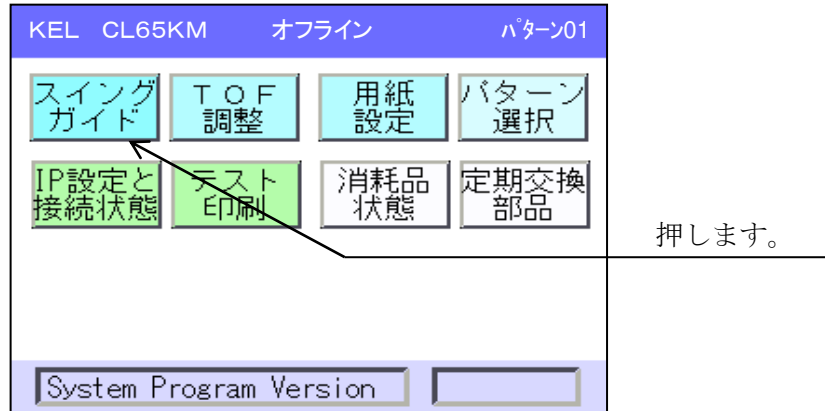 KEL CL65KM オフライン パターン01
スイング ガイド
TOF 調整
用紙 設定
パターン 選択
IP設定と 接続状態
テスト 印刷
消耗品 状態
定期交換 部品
押します。
System Program Version